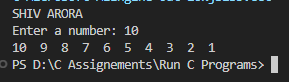 SHIV ARORA
Enter a number: 10
10 9 8 7 6 5 4 3 2 1
PS D:\C Assignements\Run C Programs>